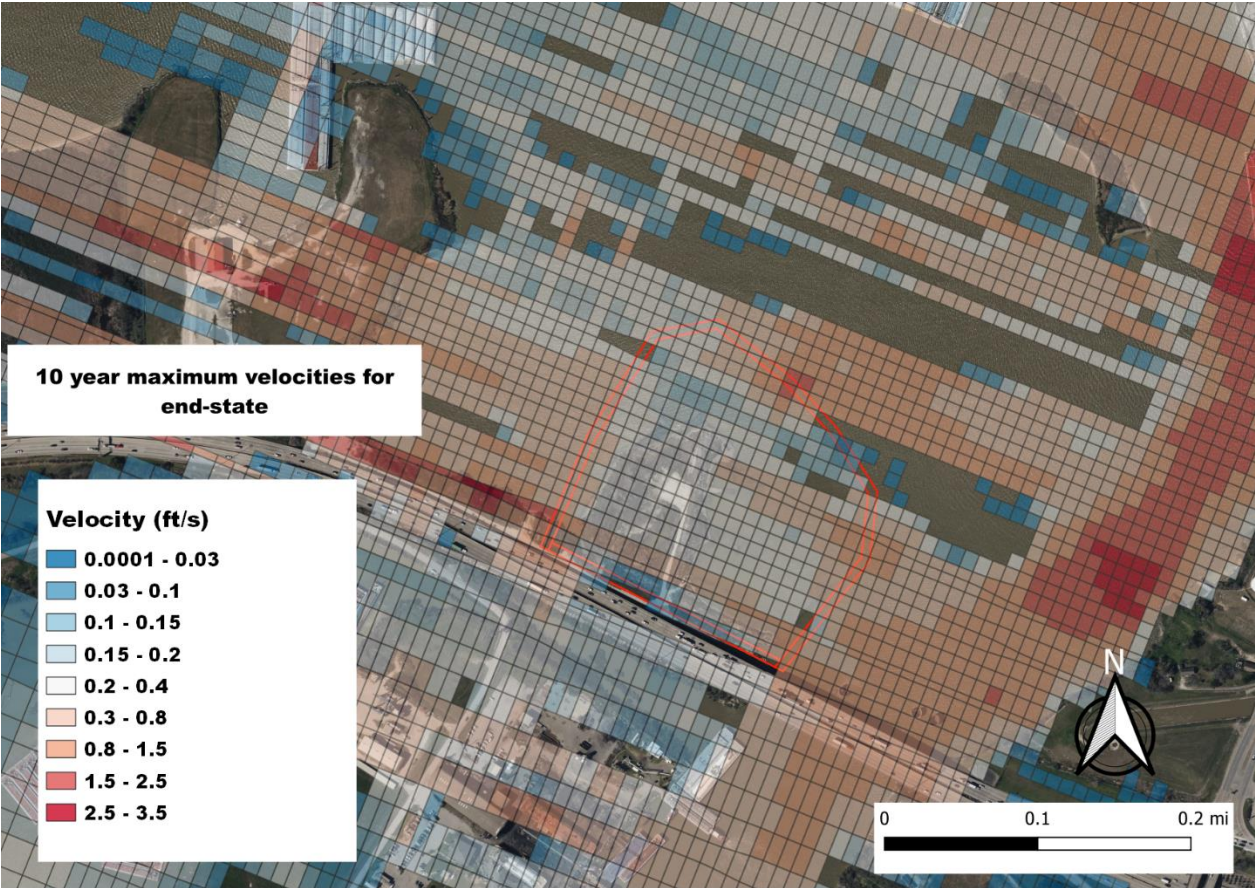 10 year maximum velocities for
end-state
Velocity (ft/s)
0.0001 - 0.03
0.03 - 0.1
0.1 - 0.15
0.15 - 0.2
0.2 - 0.4
0.3 - 0.8
0.8 - 1.5
1.5 - 2.5
2.5 - 3.5
N
0 0.1 0.2 mi